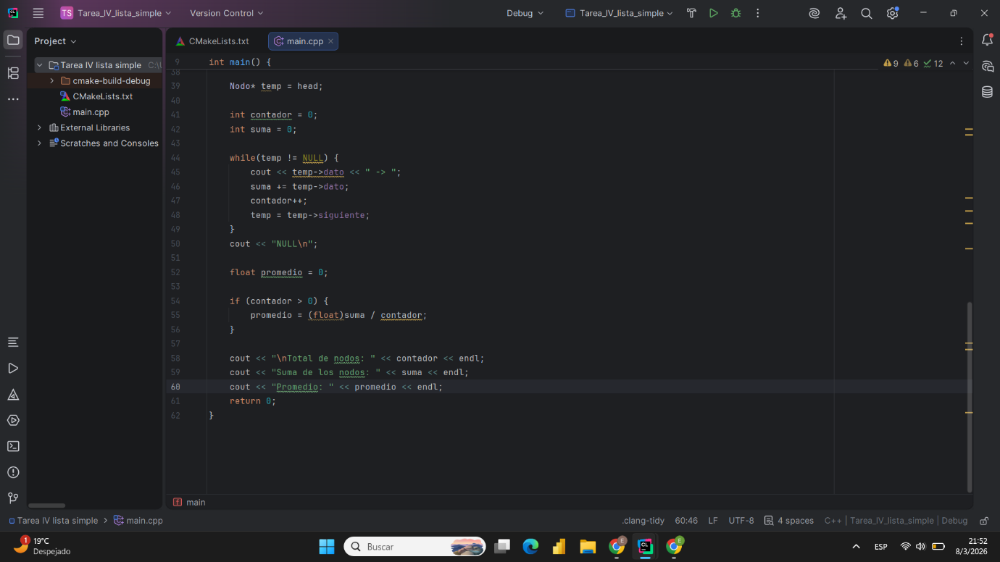 TS Tarea_IV_lista_simple Version Control Debug Tarea_IV_lista_simple
Project
CMakeLists.txt main.cpp
Tarea IV lista simple
cmake-build-debug
CMakeLists.txt
main.cpp
External Libraries
Scratches and Consoles
9 int main() { 9 6 12
38
39 Nodo* temp = head;
40
41 int contador = 0;
42 int suma = 0;
43
44 while(temp != NULL) {
45 cout << temp->dato << " -> ";
46 suma += temp->dato;
47 contador++;
48 temp = temp->siguiente;
49 }
50 cout << "NULL\n";
51
52 float promedio = 0;
53
54 if (contador > 0) {
55 promedio = (float)suma / contador;
56 }
57
58 cout << "\nTotal de nodos: " << contador << endl;
59 cout << "Suma de los nodos: " << suma << endl;
60 cout << "Promedio: " << promedio << endl;
61 return 0;
62 }
f main
Tarea IV lista simple main.cpp .clang-tidy 60:46 LF UTF-8 4 spaces C++ | Tarea_IV_lista_simple | Debug
1 19°C
Despejado
Buscar
ESP
21:52
8/3/2026